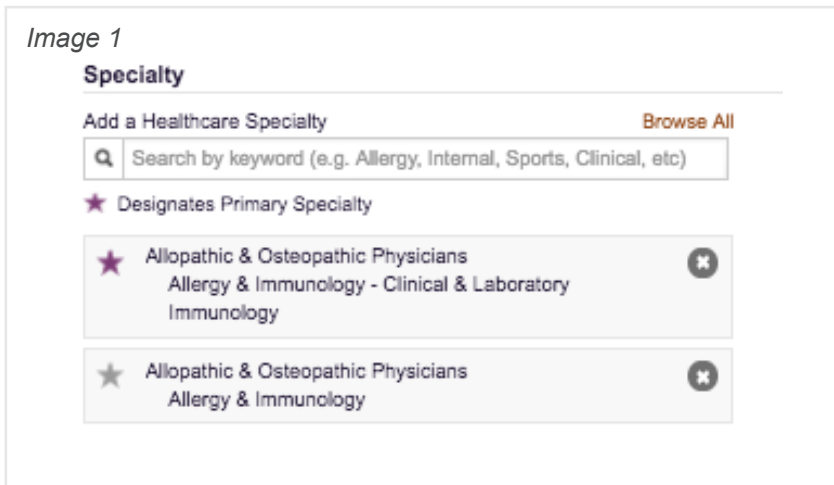 Image 1
Specialty
Add a Healthcare Specialty Browse All
Search by keyword (e.g. Allergy, Internal, Sports, Clinical, etc)
Designates Primary Specialty
Allopathic & Osteopathic Physicians
Allergy & Immunology - Clinical & Laboratory
Immunology
Allopathic & Osteopathic Physicians
Allergy & Immunology